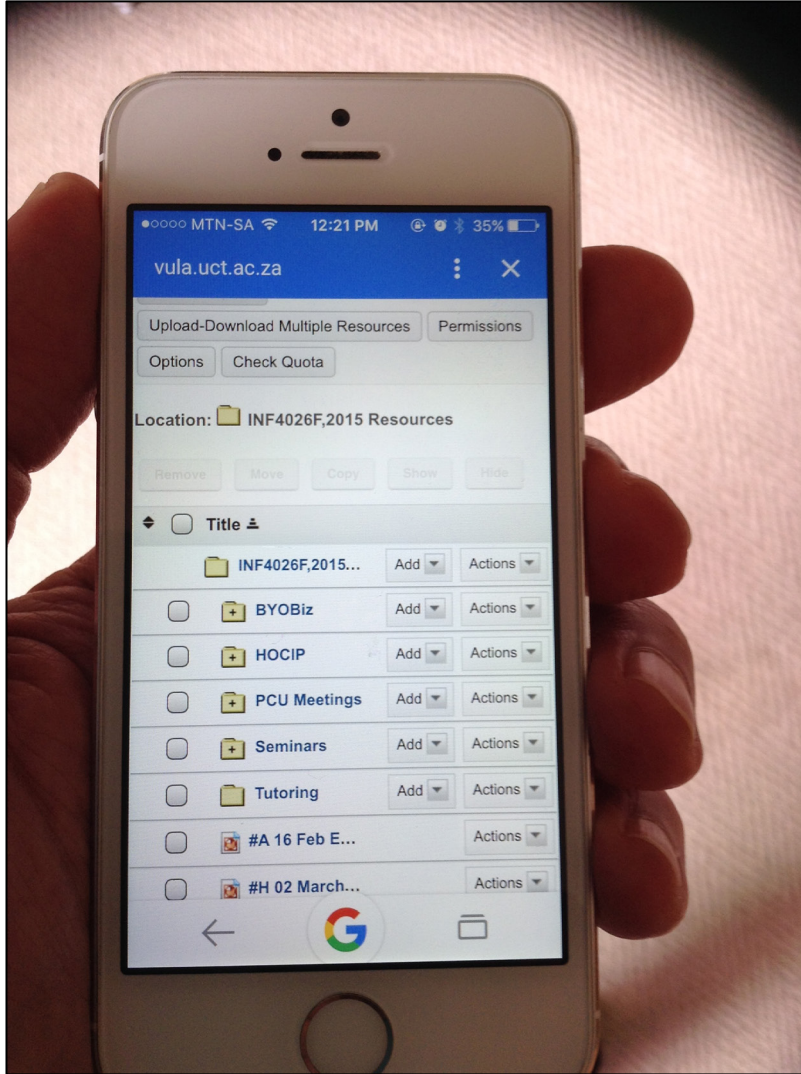 MTN-SA 12:21 PM 35%
vula.uct.ac.za
Upload-Download Multiple Resources Permissions
Options Check Quota
Location: INF4026F,2015 Resources
Remove Move Copy Show Hide
Title
INF4026F,2015... Add Actions
BYOBiz Add Actions
HOCIP Add Actions
PCU Meetings Add Actions
Seminars Add Actions
Tutoring Add Actions
#A 16 Feb E... Actions
#H 02 March... Actions
G